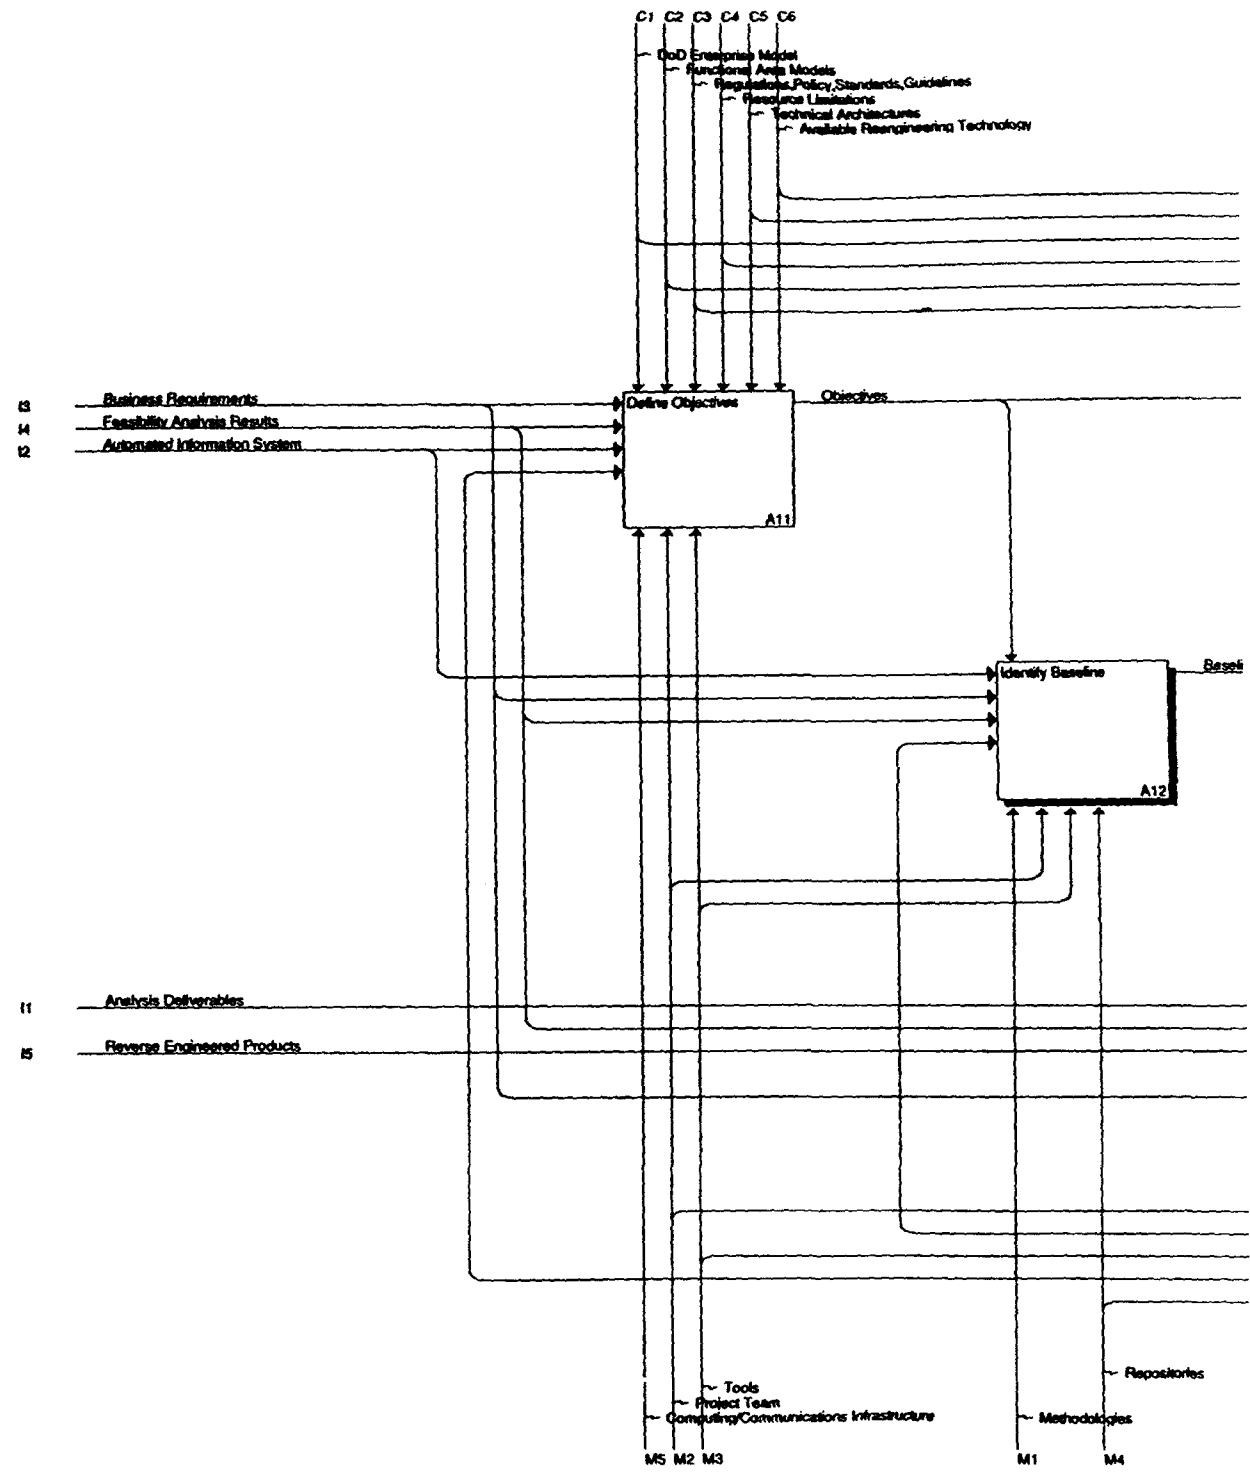 C1 C2 C3 C4 C5 C6
DoD Enterprise Model
Functional Area Models
Regulations,Policy,Standards,Guidelines
Resource Limitations
Technical Architectures
Available Reengineering Technology
I3 Business Requirements
Define Objectives
Objectives
I4 Feasibility Analysis Results
I2 Automated Information System
A11
Identify Baseline
Baseli
A12
I1 Analysis Deliverables
I5 Reverse Engineered Products
Repositories
Tools
Project Team
Computing/Communications Infrastructure
Methodologies
M5 M2 M3 M1 M4